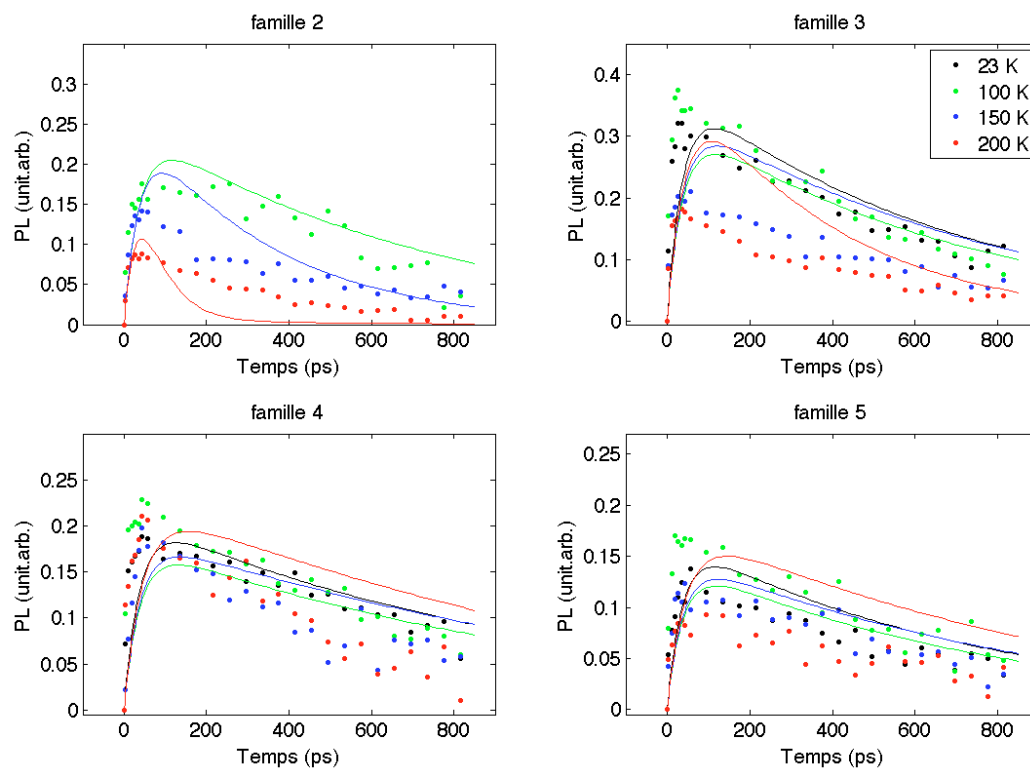 famille 2
PL (unit.arb.)
0.3
0.25
0.2
0.15
0.1
0.05
0
0 200 400 600 800
Temps (ps)
famille 3
PL (unit.arb.)
0.4
0.3
0.2
0.1
0
0 200 400 600 800
Temps (ps)
23 K
100 K
150 K
200 K
famille 4
PL (unit.arb.)
0.25
0.2
0.15
0.1
0.05
0
0 200 400 600 800
Temps (ps)
famille 5
PL (unit.arb.)
0.25
0.2
0.15
0.1
0.05
0
0 200 400 600 800
Temps (ps)